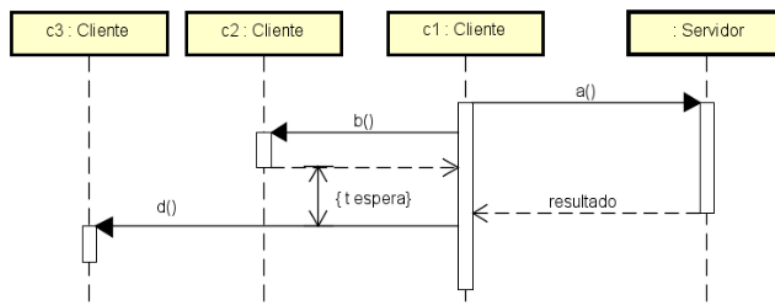 c3 : Cliente
c2 : Cliente
c1 : Cliente
: Servidor
a()
b()
{ t espera}
resultado
d()